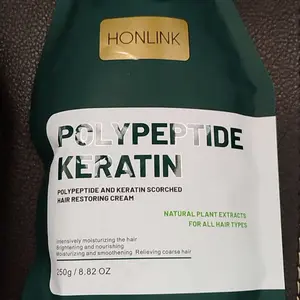 HONLINK
POLYPEPTIDE
KERATIN
POLYPEPTIDE AND KERATIN SCORCHED
HAIR RESTORING CREAM
NATURAL PLANT EXTRACTS
FOR ALL HAIR TYPES
Intensively moisturizing the hair
Brightening and nourishing
Moisturizing and smoothening. Relieving coarse hair
250g / 8.82 OZ